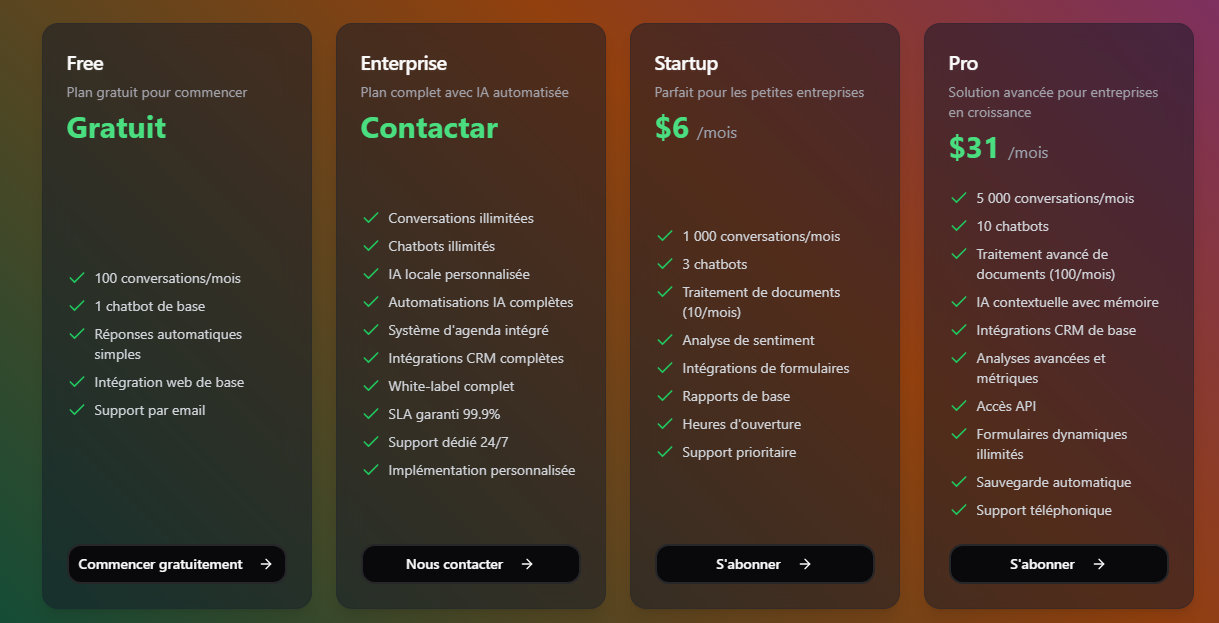 Free
Plan gratuit pour commencer
Gratuit
100 conversations/mois
1 chatbot de base
Réponses automatiques
simples
Intégration web de base
Support par email
Commencer gratuitement
Enterprise
Plan complet avec IA automatisée
Contactar
Conversations illimitées
Chatbots illimités
IA locale personnalisée
Automatisations IA complètes
Système d'agenda intégré
Intégrations CRM complètes
White-label complet
SLA garanti 99.9%
Support dédié 24/7
Implémentation personnalisée
Nous contacter
Startup
Parfait pour les petites entreprises
$6 /mois
1 000 conversations/mois
3 chatbots
Traitement de documents
(10/mois)
Analyse de sentiment
Intégrations de formulaires
Rapports de base
Heures d'ouverture
Support prioritaire
S'abonner
Pro
Solution avancée pour entreprises
en croissance
$31 /mois
5 000 conversations/mois
10 chatbots
Traitement avancé de
documents (100/mois)
IA contextuelle avec mémoire
Intégrations CRM de base
Analyses avancées et
métriques
Accès API
Formulaires dynamiques
illimités
Sauvegarde automatique
Support téléphonique
S'abonner